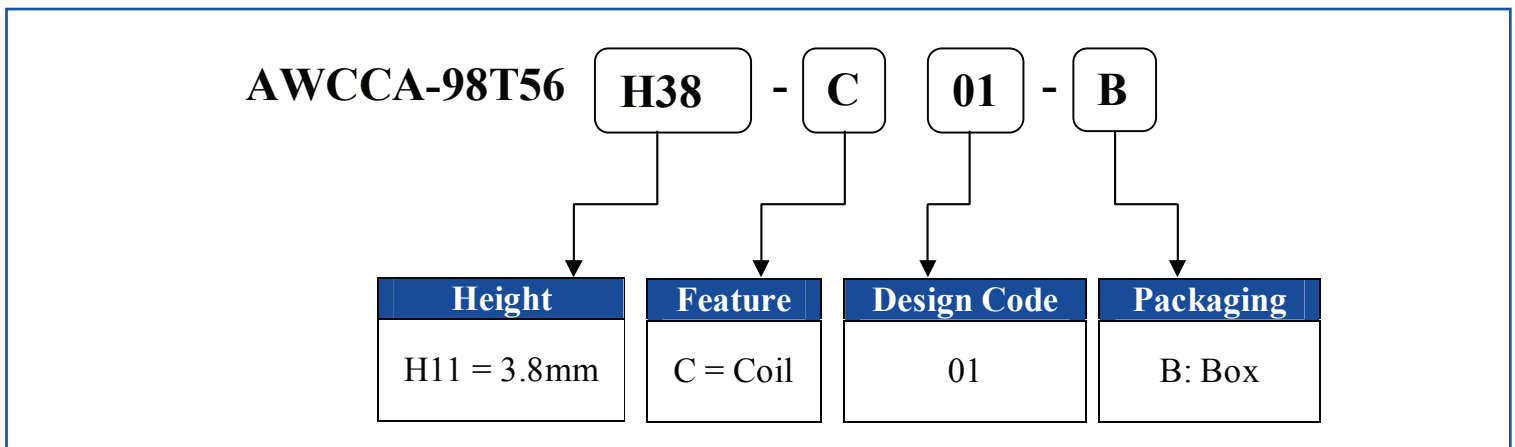 AWCCA-98T56 H38 - C 01 - B
Height Feature Design Code Packaging
H11 = 3.8mm C = Coil 01 B: Box